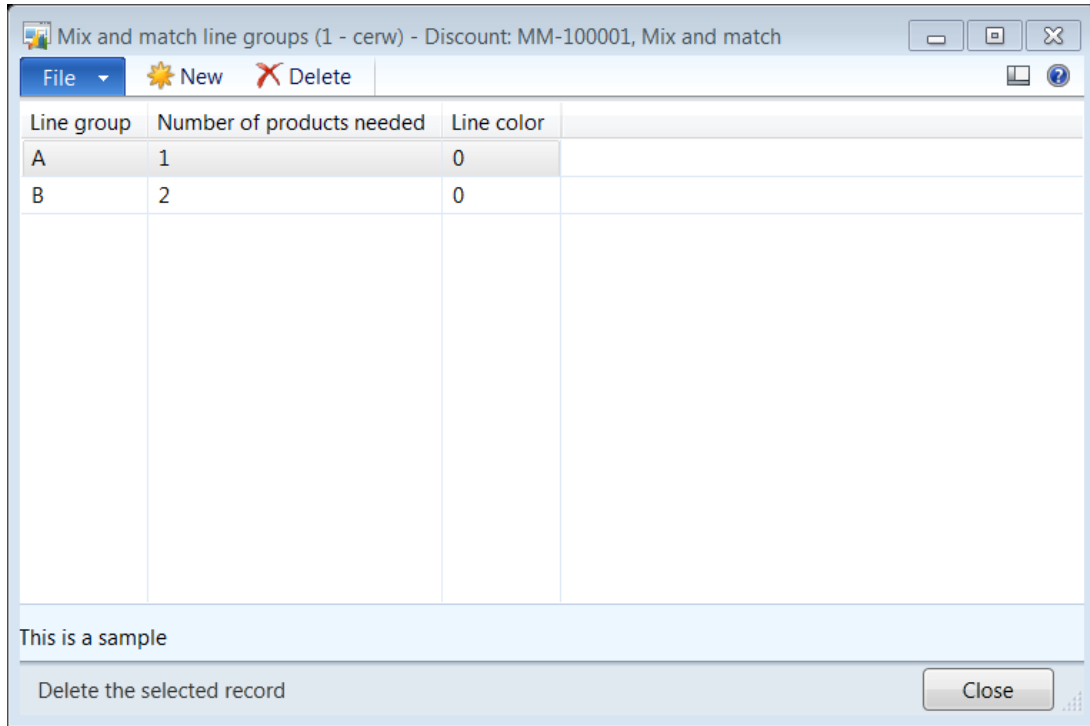 Mix and match line groups (1 - cerw) - Discount: MM-100001, Mix and match
File New Delete
Line group Number of products needed Line color
A 1 0
B 2 0
This is a sample
Delete the selected record Close